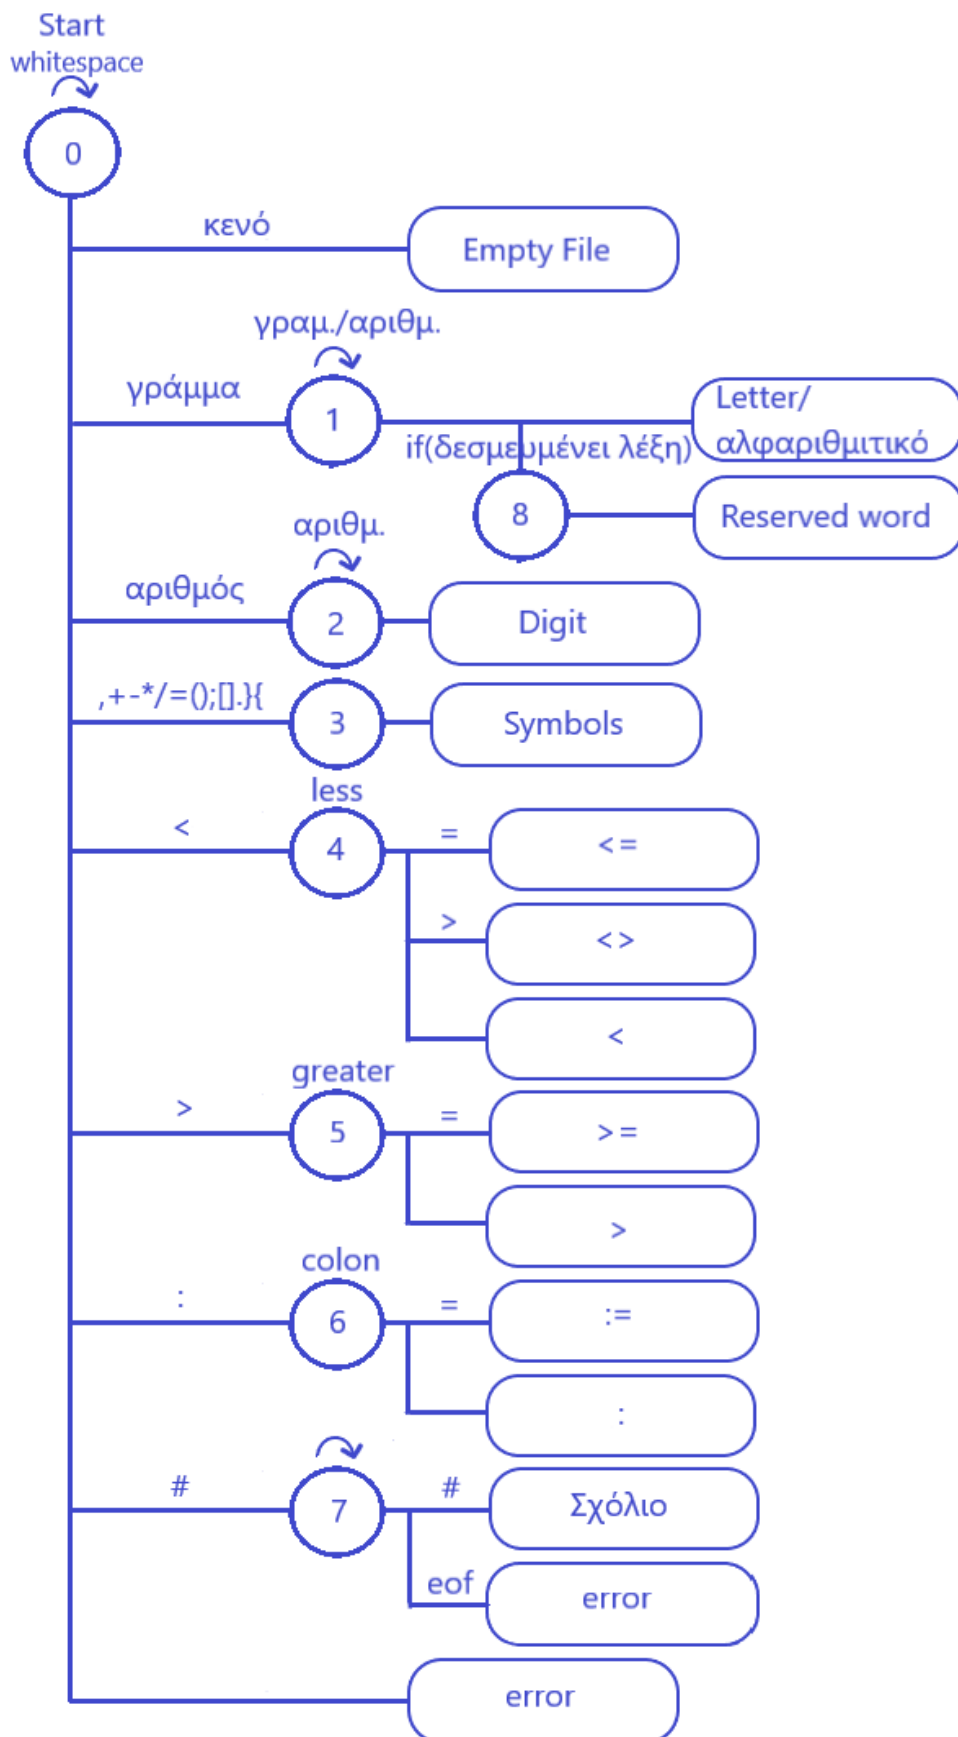 Start
whitespace
0
κενό
Empty File
γραμ./αριθμ.
γράμμα
1
Letter/
αλφαριθμιτικό
if(δεσμευμένει λέξη)
8
Reserved word
αριθμ.
αριθμός
2
Digit
,+-*/=();[].}{
3
Symbols
less
<
4
=
<=
>
<>
<
greater
>
5
=
>=
>
colon
:
6
=
:=
:
#
7
#
Σχόλιο
eof
error
error